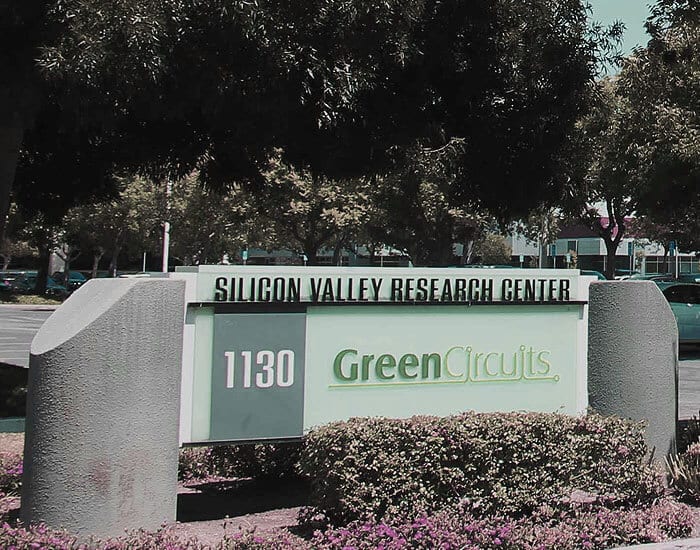 SILICON VALLEY RESEARCH CENTER
1130
GreenCircuits